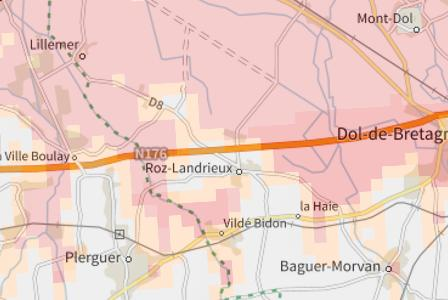 Mont-Dol
Lillemer
D8
Dol-de-Bretagn
a Ville Boulay
N176
Roz-Landrieux
la Haie
Vildé Bidon
Plerguer
Baguer-Morvan